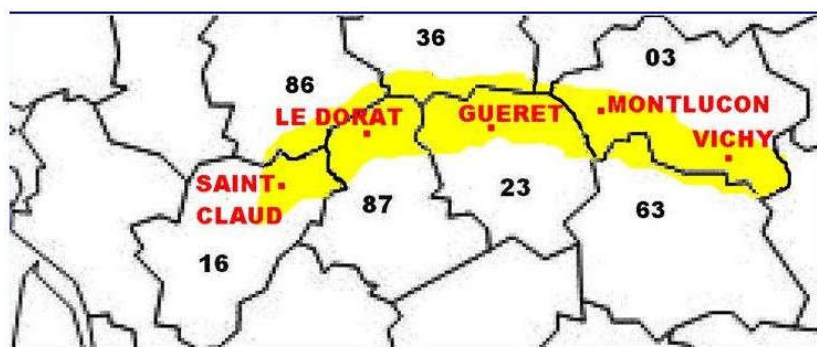 36
03
86
MONTLUCON
LE DORAT
GUERET
VICHY
SAINT-
CLAUD
87
23
63
16